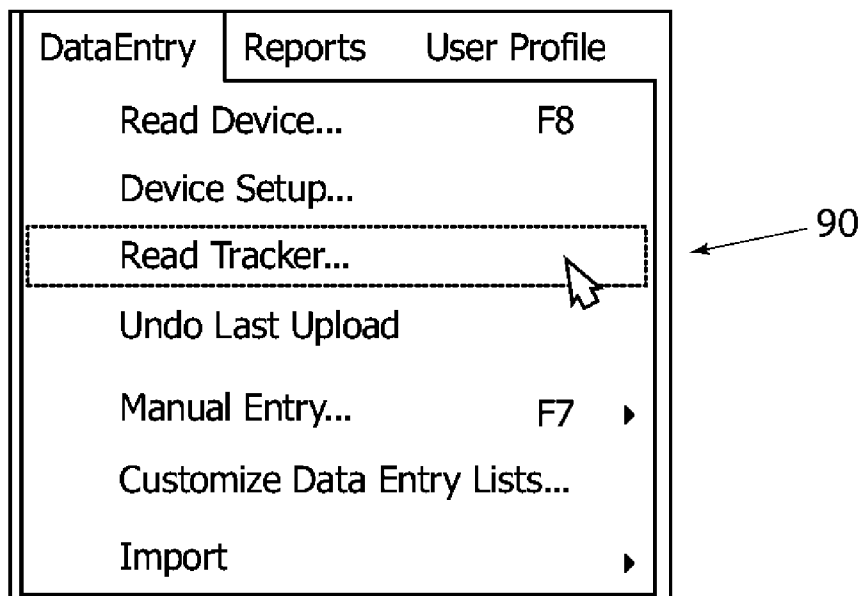 DataEntry Reports User Profile
Read Device... F8
Device Setup...
Read Tracker...
90
Undo Last Upload
Manual Entry... F7
Customize Data Entry Lists...
Import